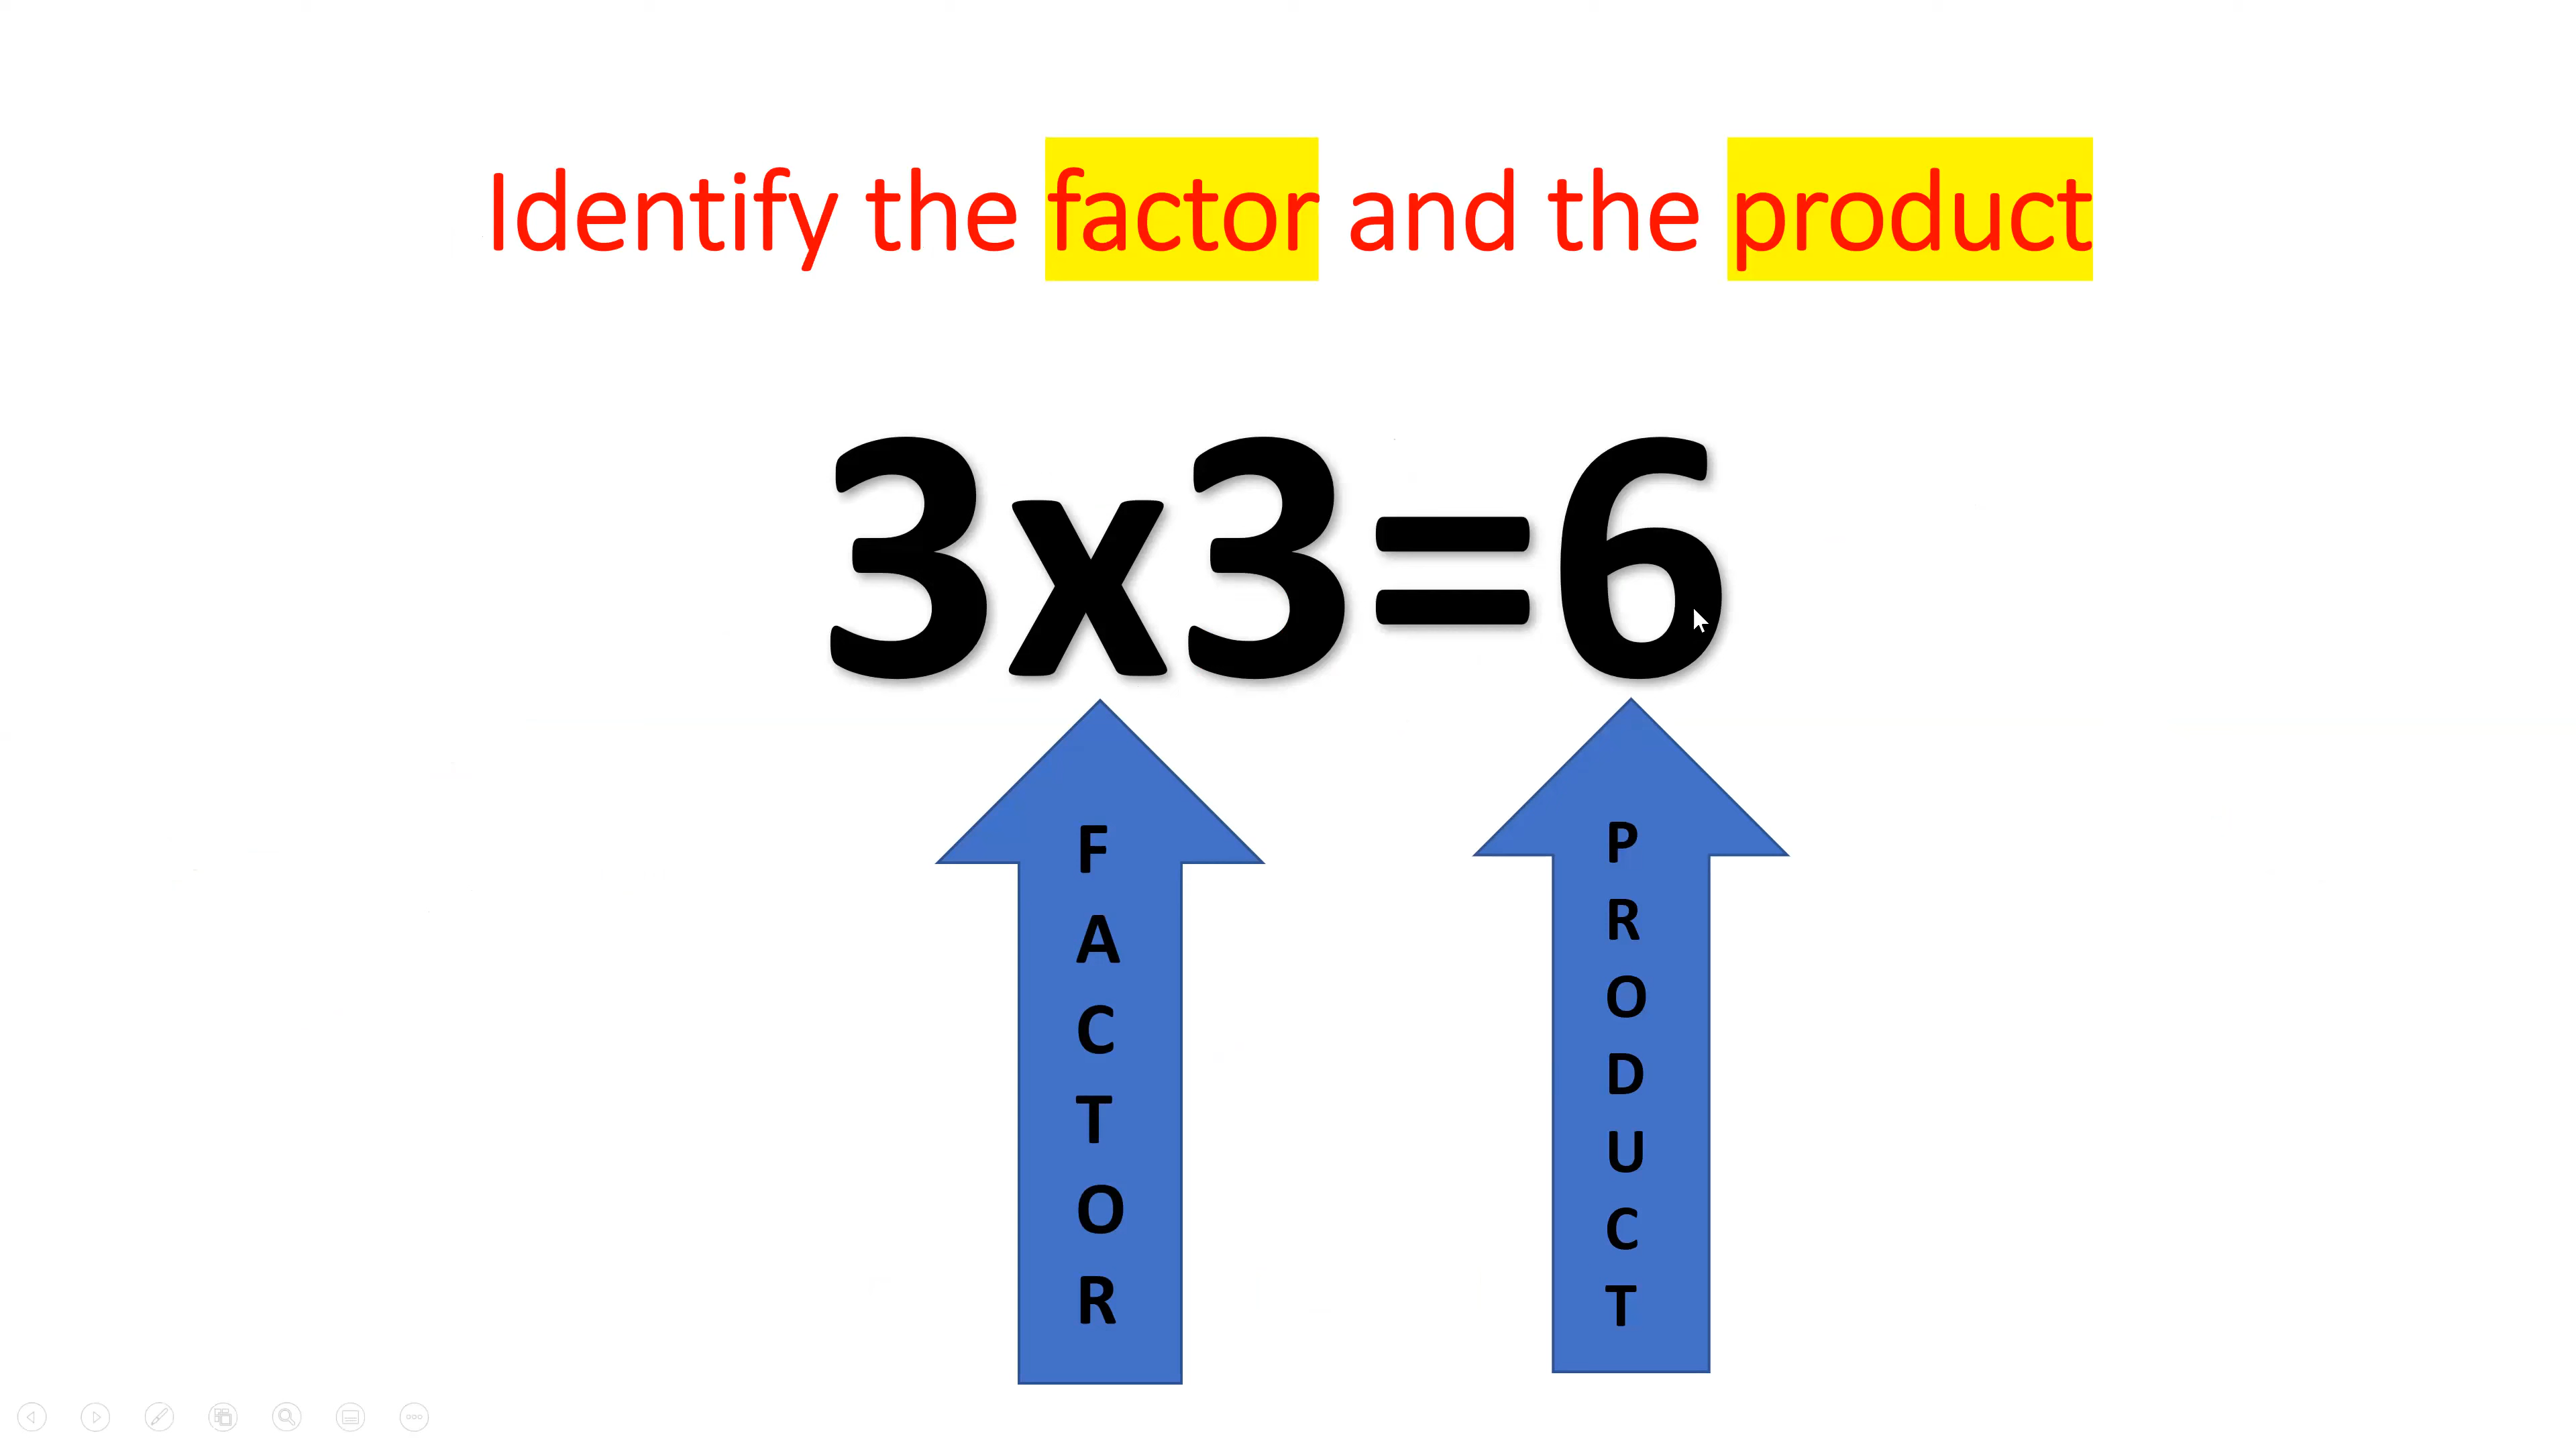 Identify the factor and the product
3x3=6
F
A
C
T
O
R
P
R
O
D
U
C
T